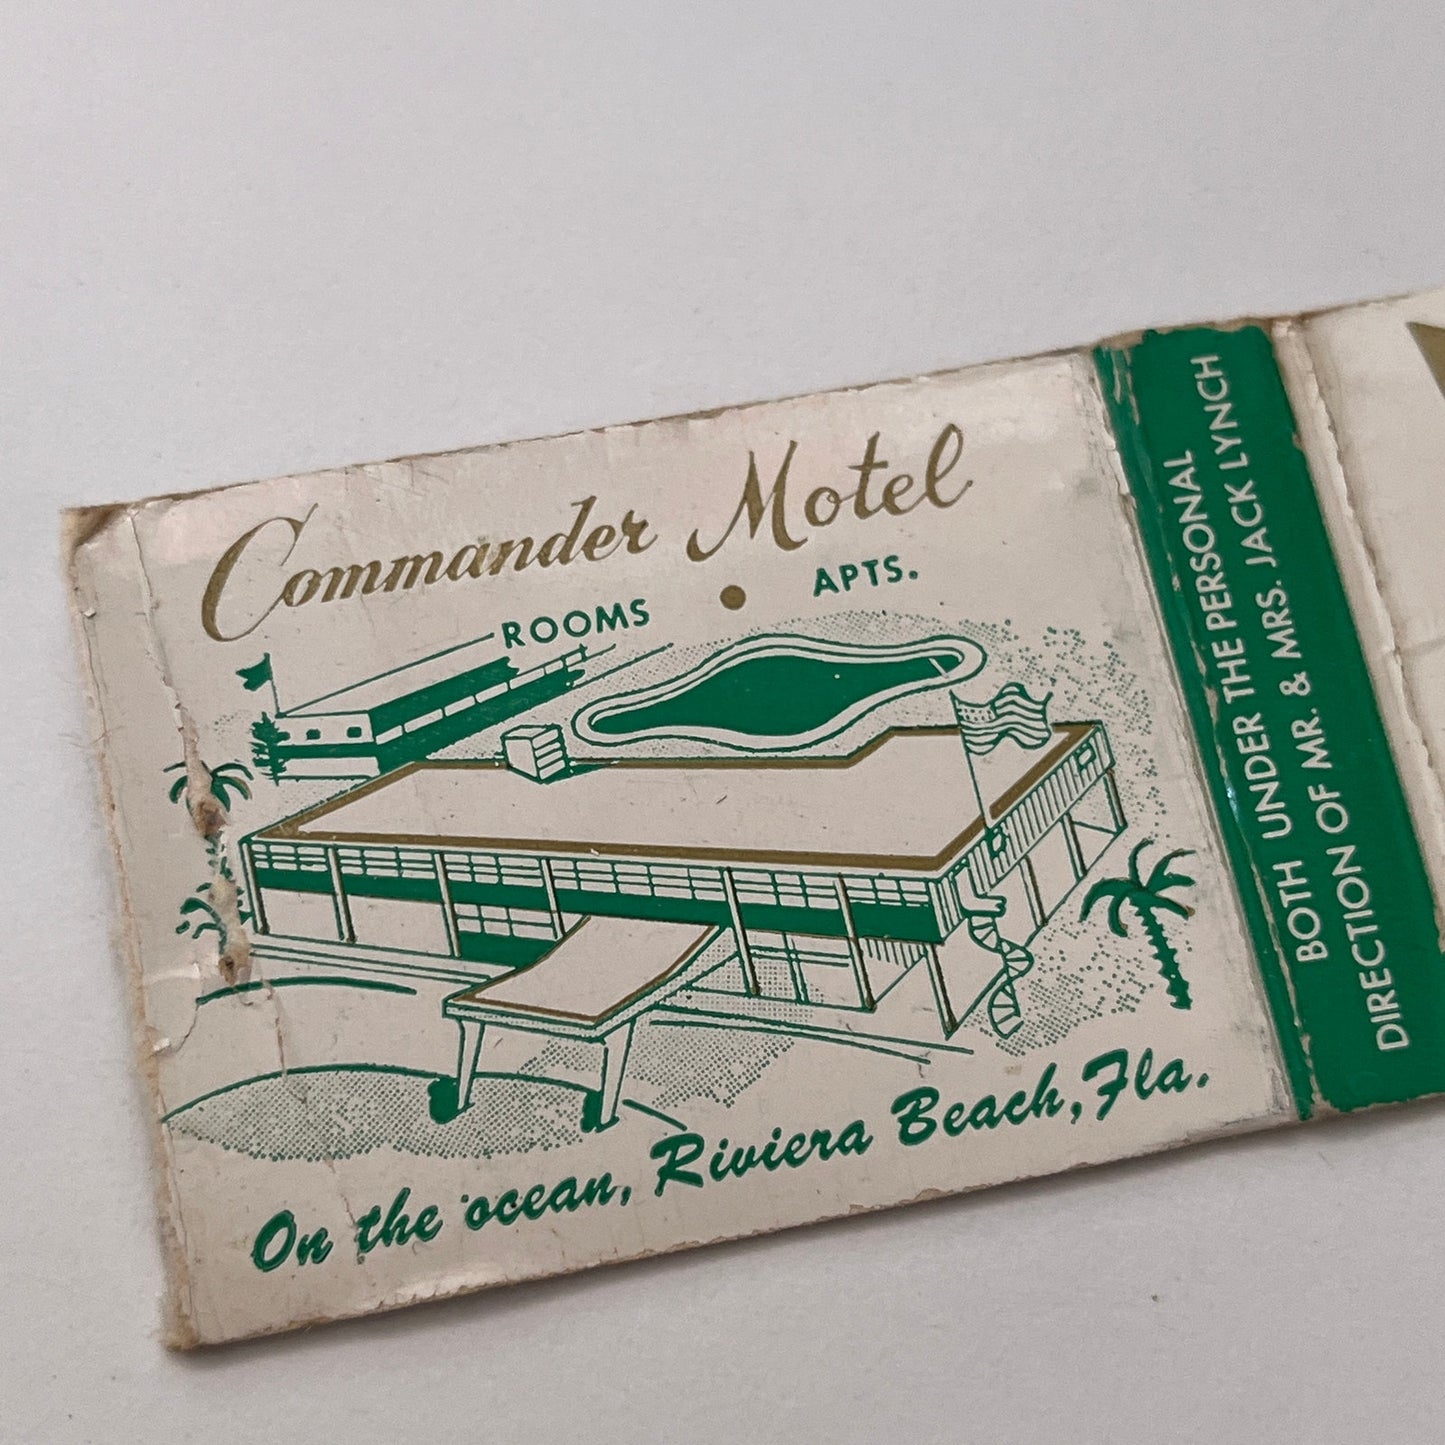 Commander Motel
ROOMS • APTS.
On the ocean, Riviera Beach, Fla.
BOTH UNDER THE PERSONAL
DIRECTION OF MR. & MRS. JACK LYNCH